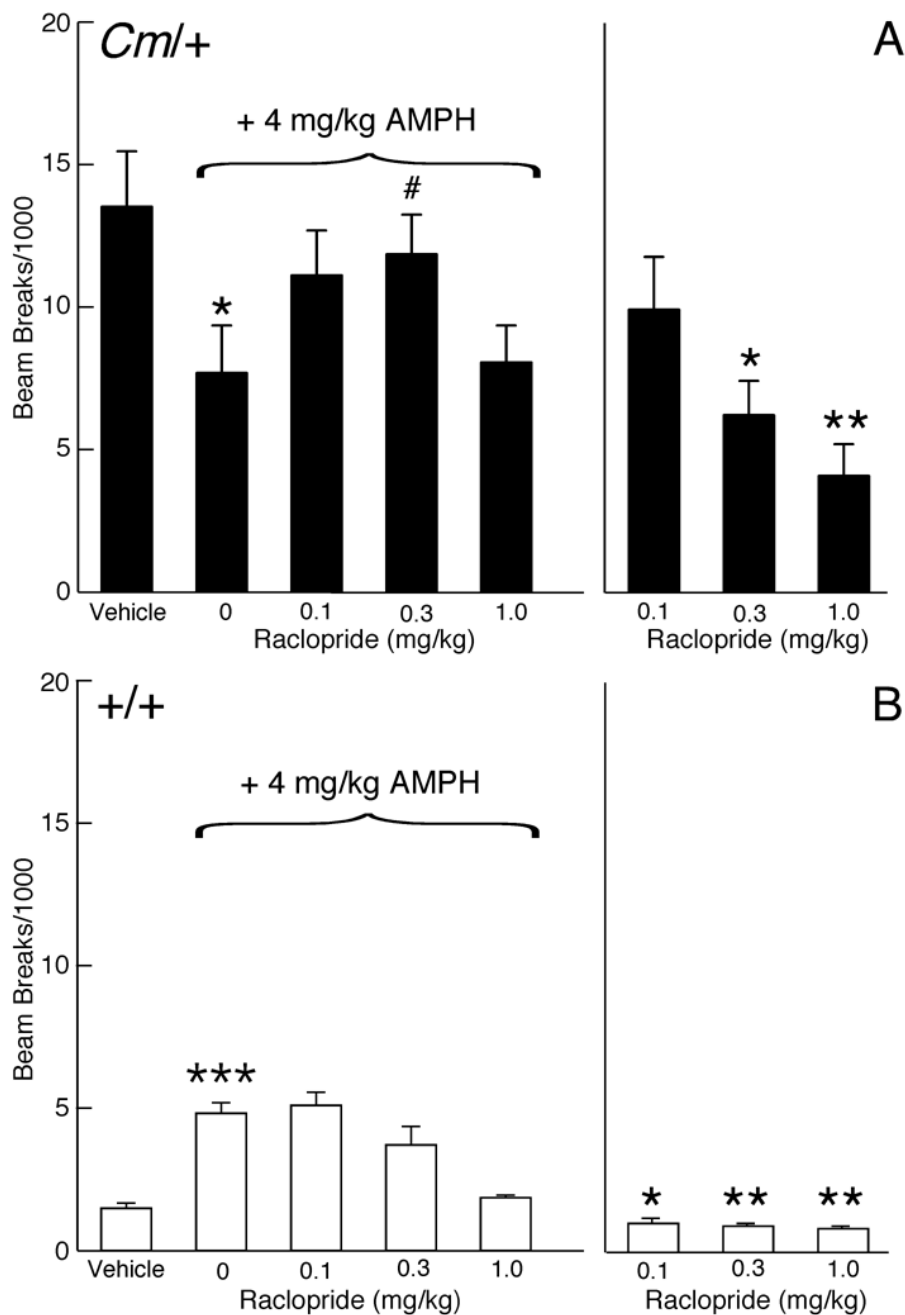 Cm/+
A
+ 4 mg/kg AMPH
#
*
*
**
20
15
10
5
0
Beam Breaks/1000
Vehicle 0 0.1 0.3 1.0 0.1 0.3 1.0
Raclopride (mg/kg) Raclopride (mg/kg)
+/+
B
+ 4 mg/kg AMPH
***
*
**
**
20
15
10
5
0
Beam Breaks/1000
Vehicle 0 0.1 0.3 1.0 0.1 0.3 1.0
Raclopride (mg/kg) Raclopride (mg/kg)